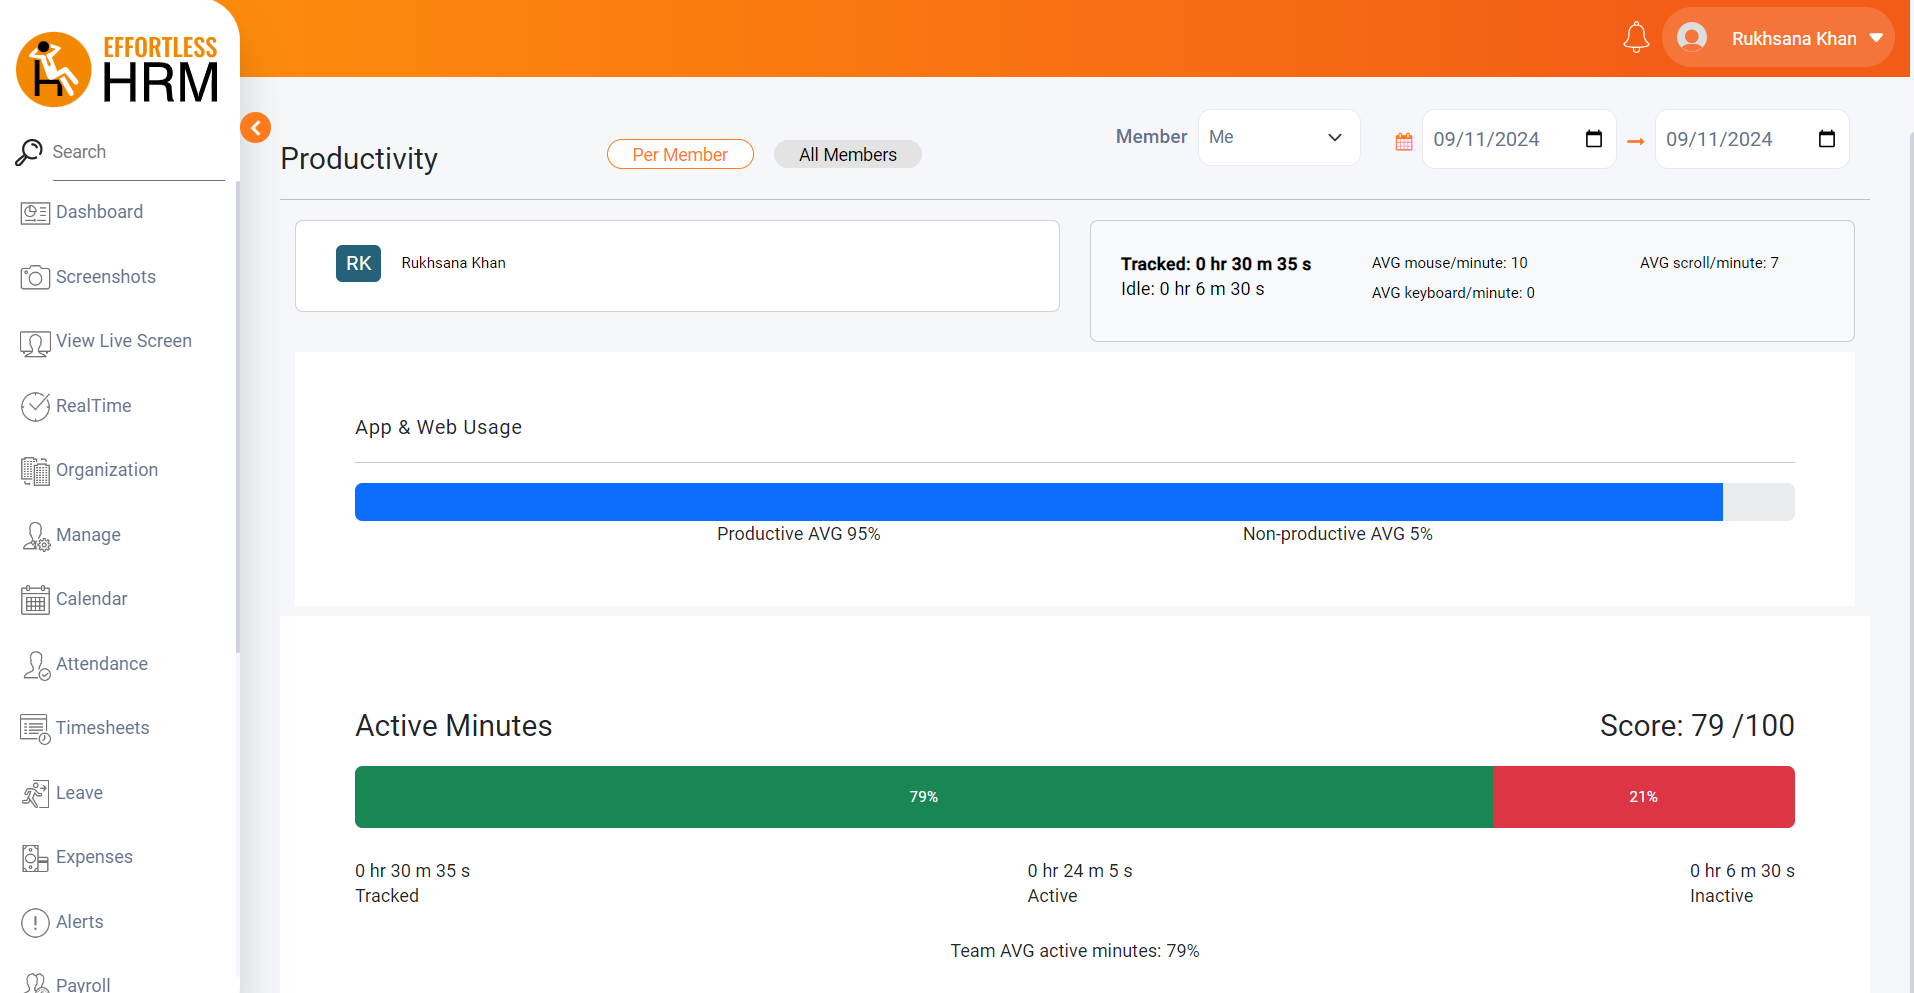 EFFORTLESS
HRM
Rukhsana Khan
Search
Dashboard
Screenshots
View Live Screen
RealTime
Organization
Manage
Calendar
Attendance
Timesheets
Leave
Expenses
Alerts
Payroll
Productivity
Per Member
All Members
Member
Me
09/11/2024
09/11/2024
RK
Rukhsana Khan
Tracked: 0 hr 30 m 35 s
Idle: 0 hr 6 m 30 s
AVG mouse/minute: 10
AVG keyboard/minute: 0
AVG scroll/minute: 7
App & Web Usage
Productive AVG 95%
Non-productive AVG 5%
Active Minutes
Score: 79 /100
79%
21%
0 hr 30 m 35 s
Tracked
0 hr 24 m 5 s
Active
0 hr 6 m 30 s
Inactive
Team AVG active minutes: 79%